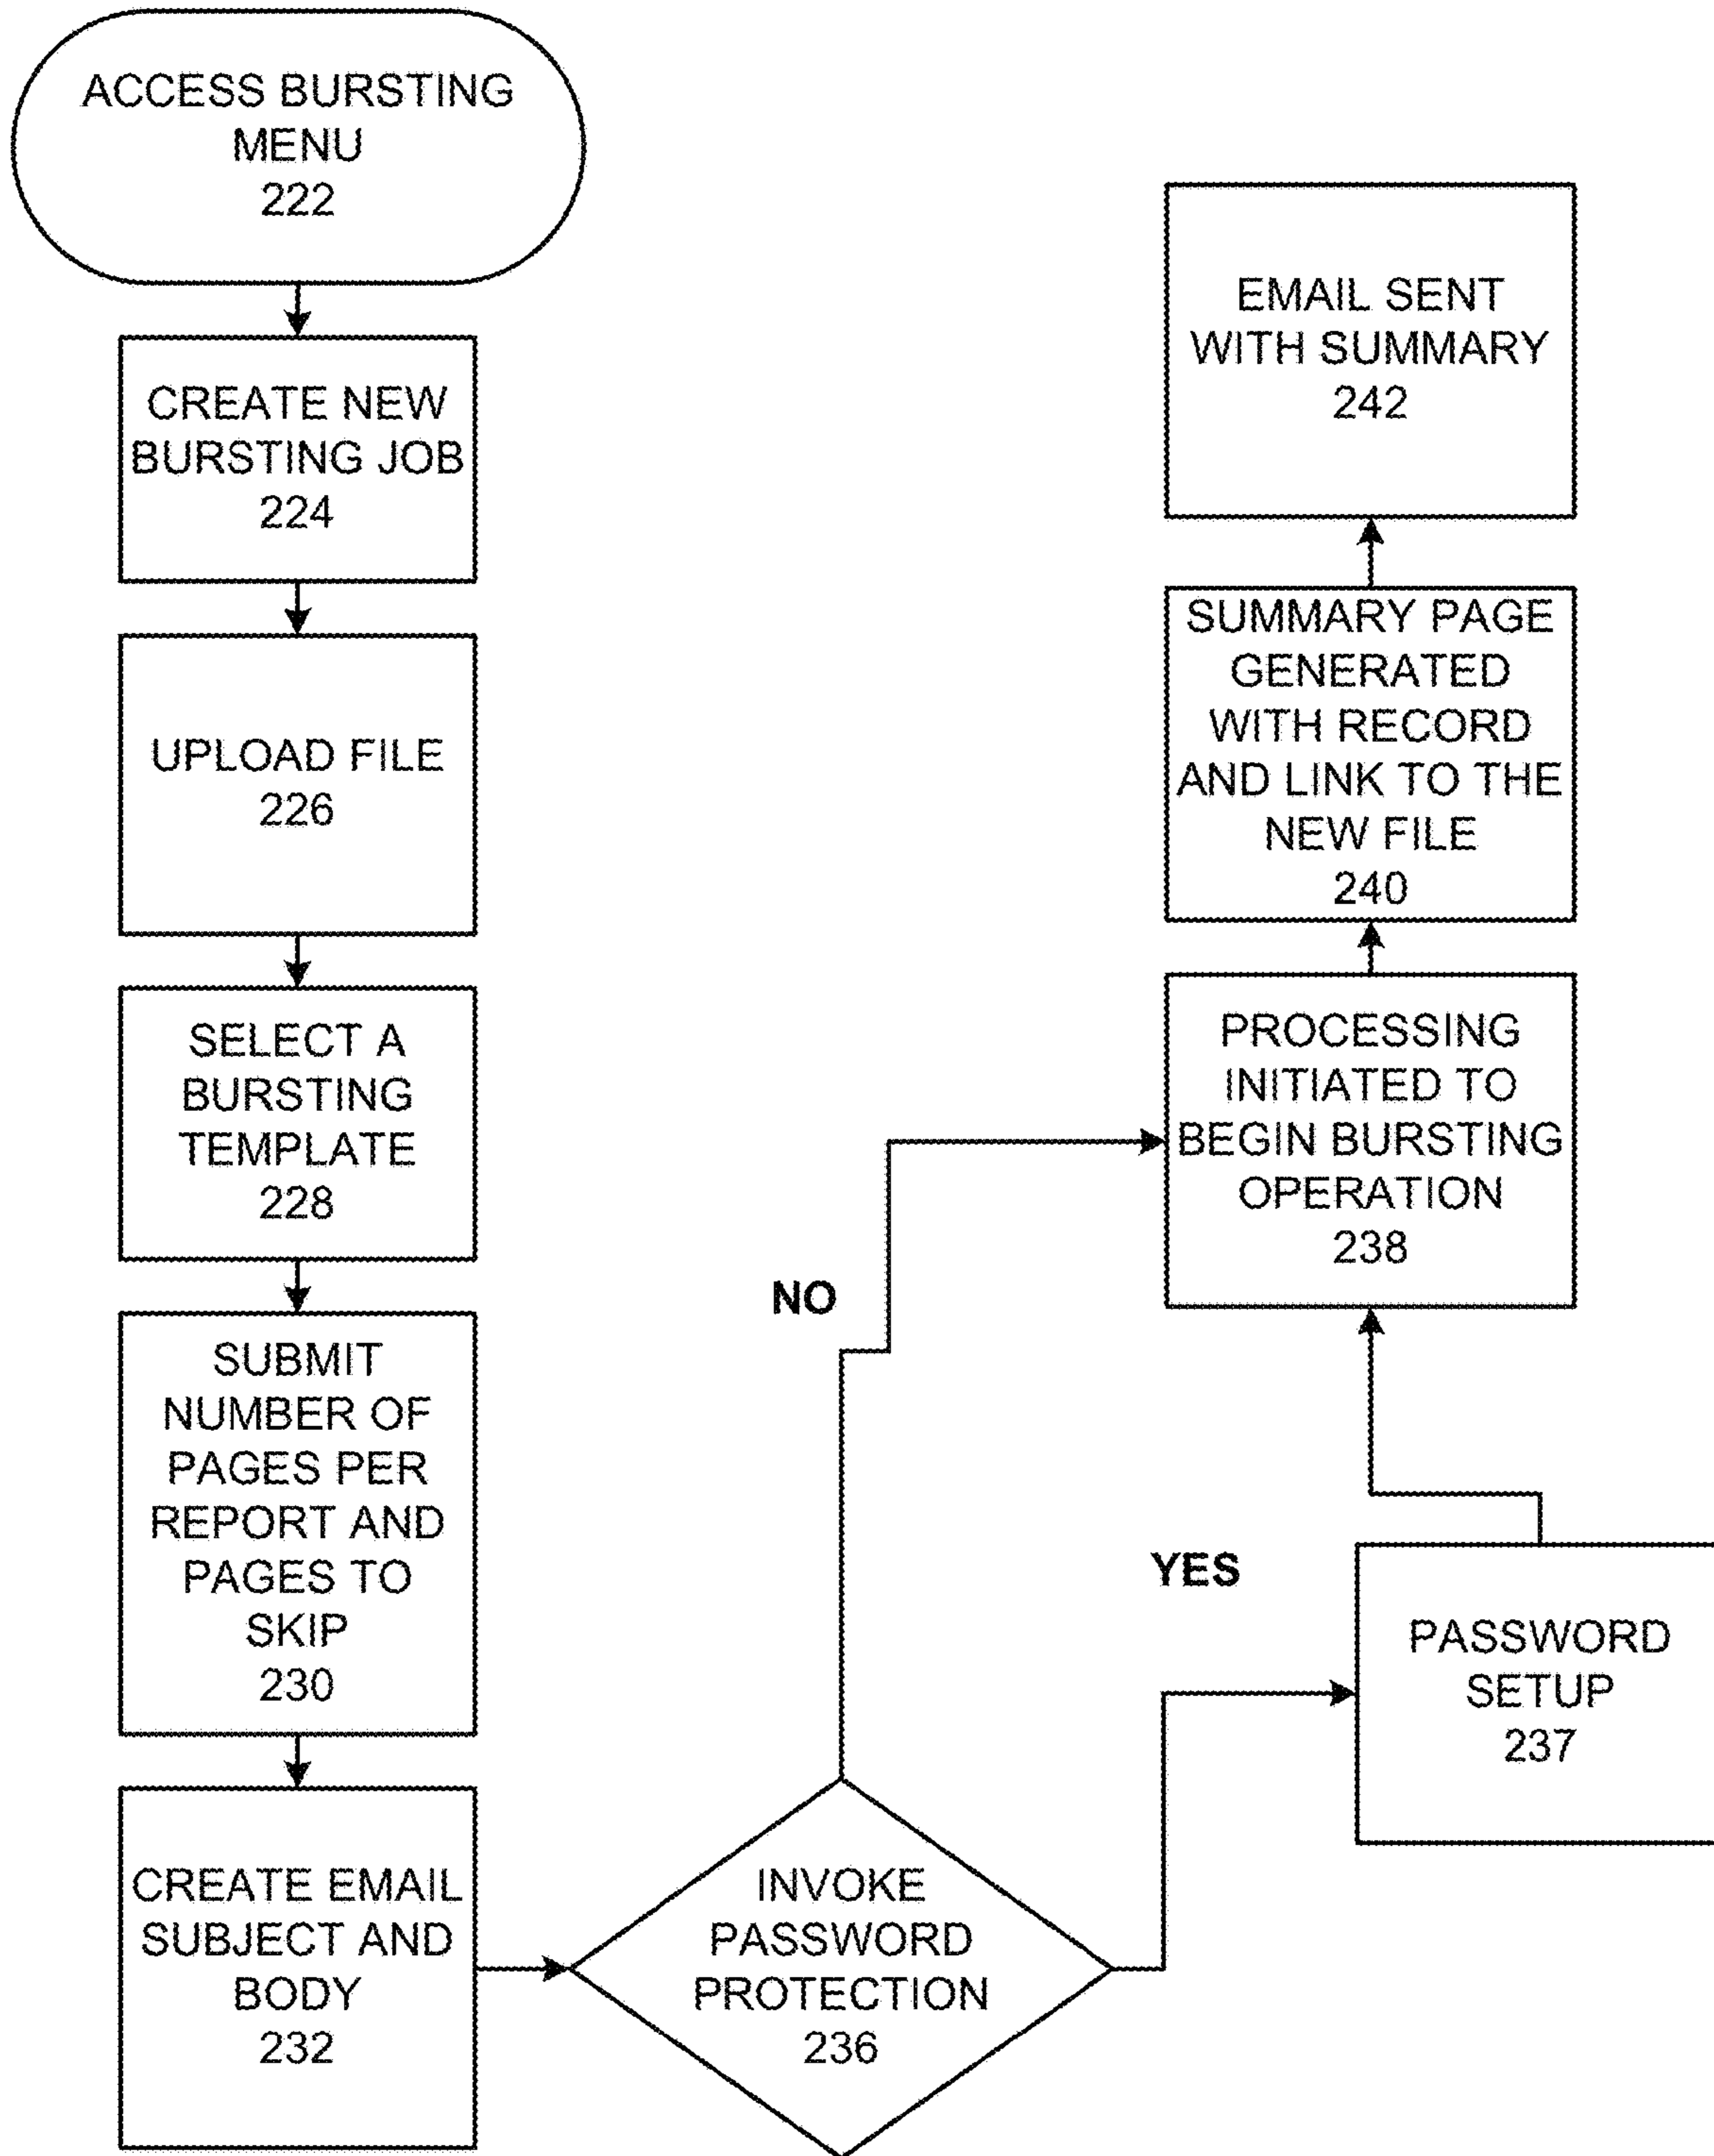 ACCESS BURSTING
MENU
222
CREATE NEW
BURSTING JOB
224
UPLOAD FILE
226
SELECT A
BURSTING
TEMPLATE
228
SUBMIT
NUMBER OF
PAGES PER
REPORT AND
PAGES TO
SKIP
230
CREATE EMAIL
SUBJECT AND
BODY
232
INVOKE
PASSWORD
PROTECTION
236
NO
YES
PASSWORD
SETUP
237
PROCESSING
INITIATED TO
BEGIN BURSTING
OPERATION
238
SUMMARY PAGE
GENERATED
WITH RECORD
AND LINK TO THE
NEW FILE
240
EMAIL SENT
WITH SUMMARY
242